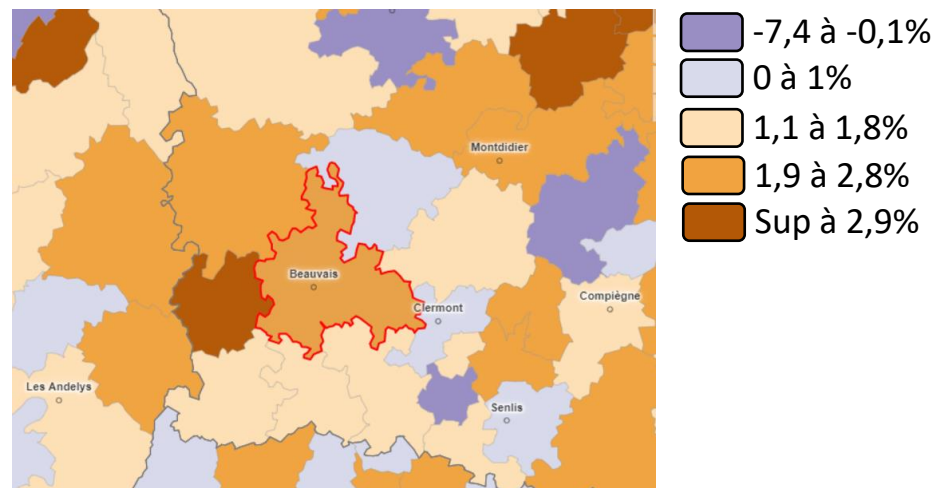 -7,4 à -0,1%
0 à 1%
1,1 à 1,8%
1,9 à 2,8%
Sup à 2,9%
Montdidier
Beauvais
Compiègne
Clermont
Les Andelys
Senlis